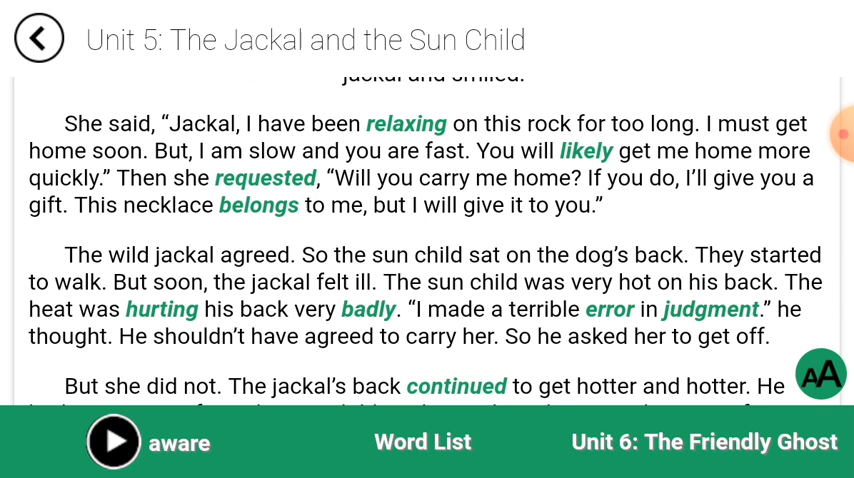 Unit 5: The Jackal and the Sun Child
jackal and smiled.
She said, “Jackal, I have been relaxing on this rock for too long. I must get
home soon. But, I am slow and you are fast. You will likely get me home more
quickly.” Then she requested, “Will you carry me home? If you do, I’ll give you a
gift. This necklace belongs to me, but I will give it to you.”
The wild jackal agreed. So the sun child sat on the dog’s back. They started
to walk. But soon, the jackal felt ill. The sun child was very hot on his back. The
heat was hurting his back very badly. “I made a terrible error in judgment.” he
thought. He shouldn’t have agreed to carry her. So he asked her to get off.
But she did not. The jackal’s back continued to get hotter and hotter. He
AA
aware
Word List
Unit 6: The Friendly Ghost